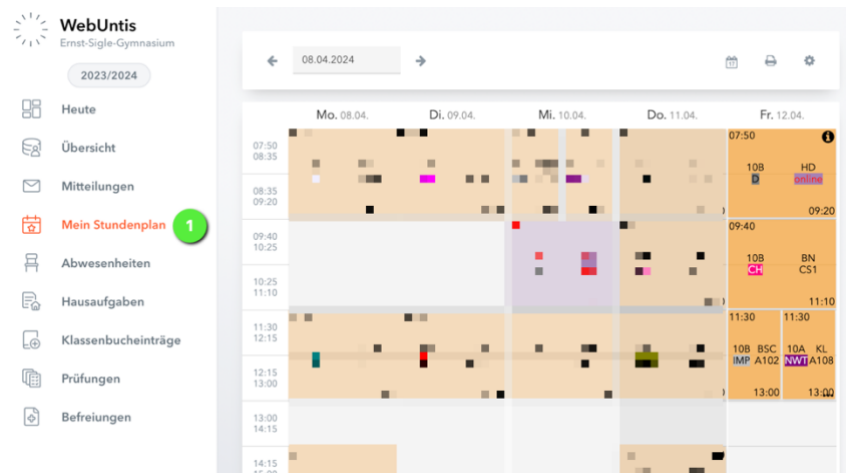 WebUntis
Ernst-Sigle-Gymnasium
2023/2024
Heute
Übersicht
Mitteilungen
Mein Stundenplan 1
Abwesenheiten
Hausaufgaben
Klassenbucheinträge
Prüfungen
Befreiungen
08.04.2024
17
Mo. 08.04. Di. 09.04. Mi. 10.04. Do. 11.04. Fr. 12.04.
07:50
08:35
08:35
09:20
09:40
10:25
10:25
11:10
11:30
12:15
12:15
13:00
13:00
14:15
14:15
07:50
10B HD
D online
09:20
09:40
10B BN
CH CS1
11:10
11:30
10B BSC
IMP A102
13:00
11:30
10A KL
NWT A108
13:00